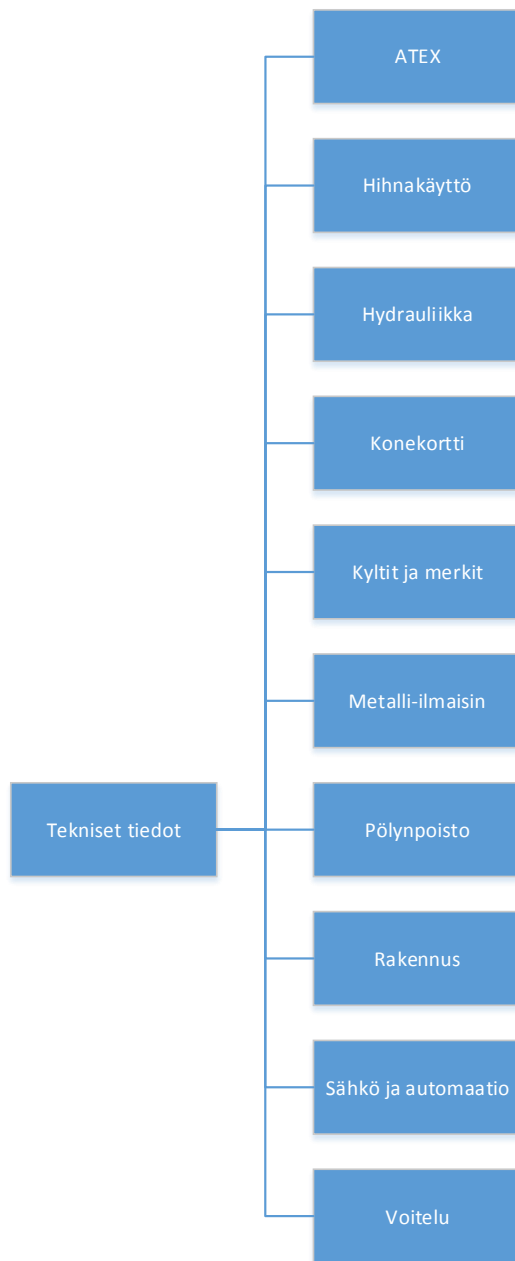 ATEX
Hihnakäyttö
Hydrauliikka
Konekortti
Kyltit ja merkit
Metalli-ilmaisin
Tekniset tiedot
Pölynpoisto
Rakennus
Sähkö ja automaatio
Voitelu